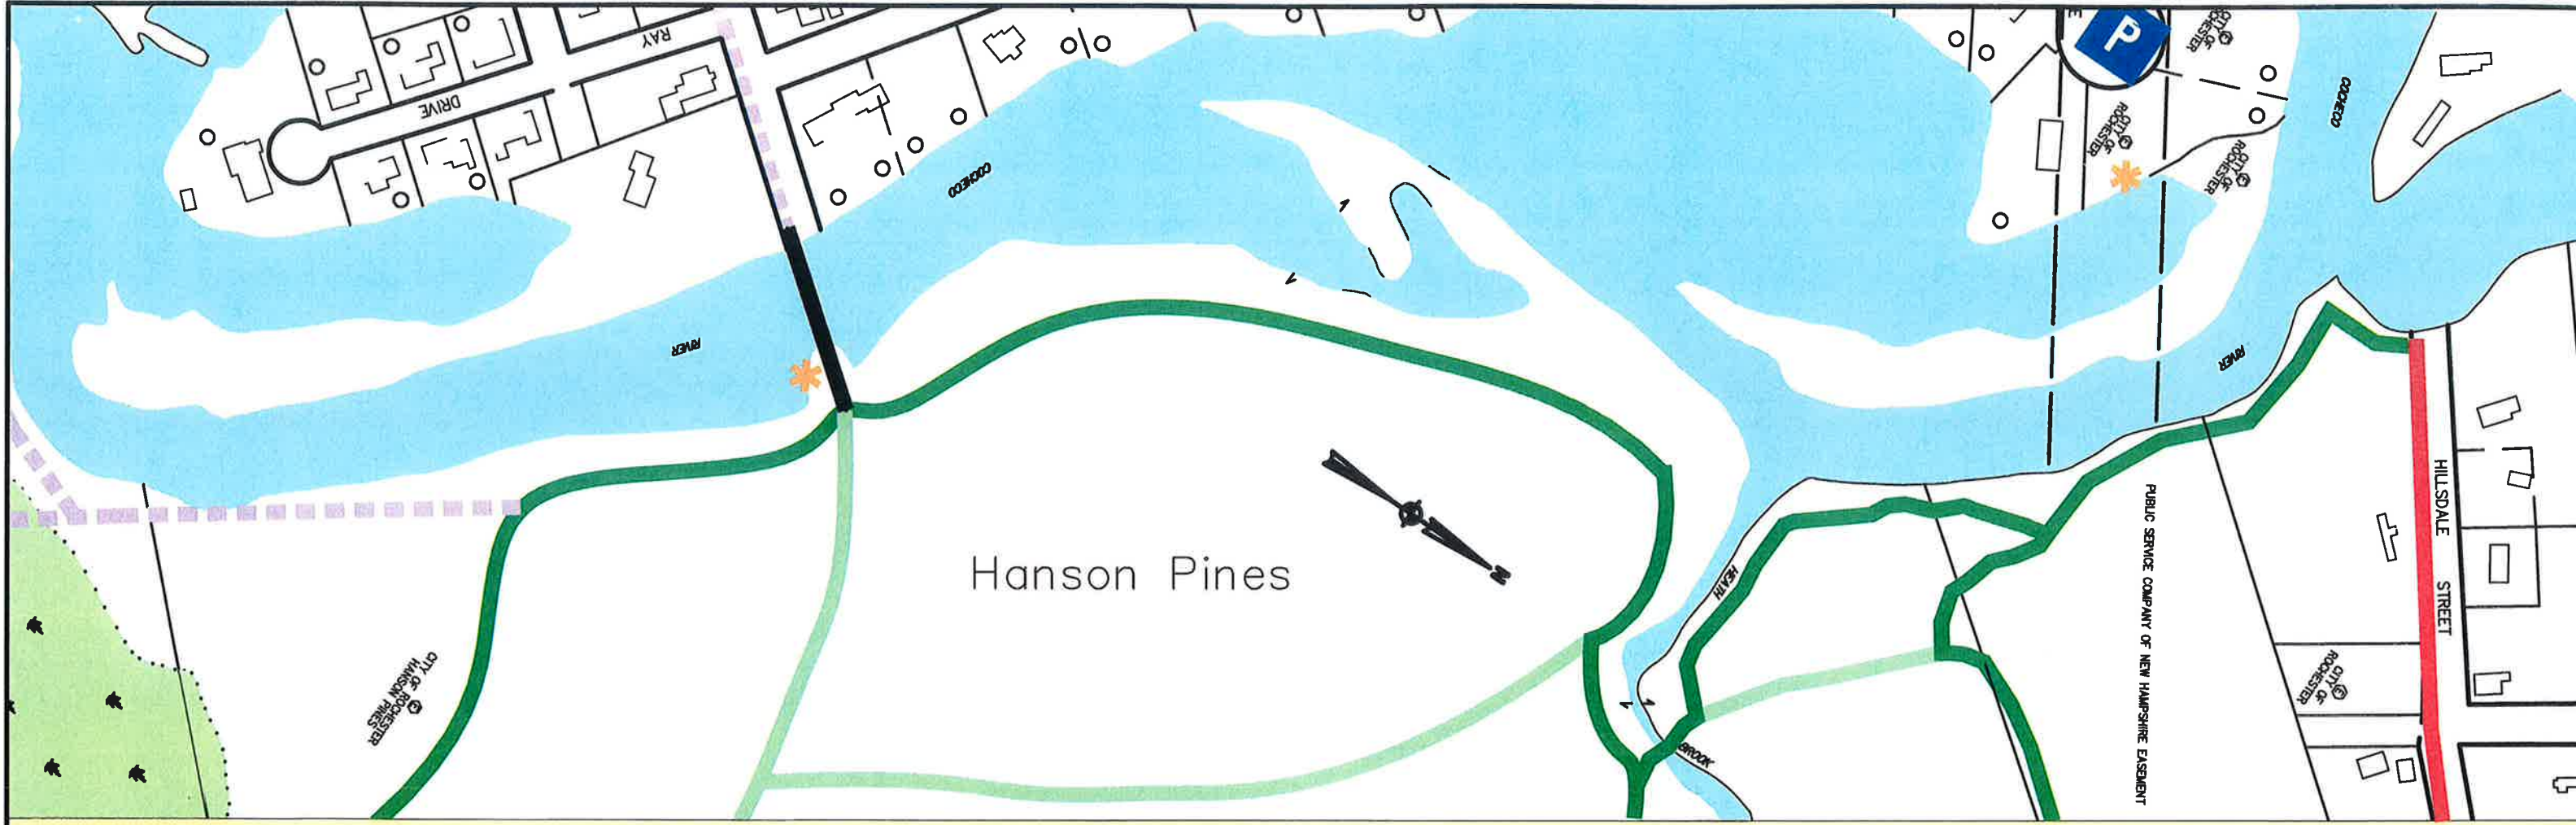 RAY
DRIVE
COCHECO
RIVER
Hanson Pines
N
CITY OF ROCHESTER
HANSON PINES
HEATH
BROOK
P
CITY OF
ROCHESTER
CITY OF
ROCHESTER
CITY OF
ROCHESTER
COCHECO
RIVER
PUBLIC SERVICE COMPANY OF NEW HAMPSHIRE EASEMENT
HILLSDALE STREET
CITY OF
ROCHESTER